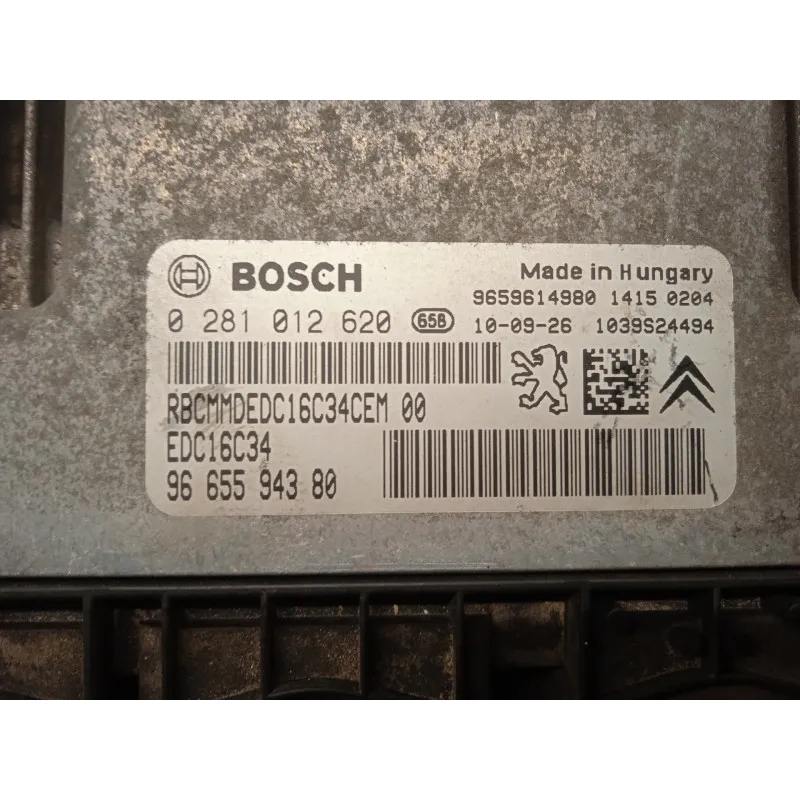 BOSCH
Made in Hungary
9659614980 1415 0204
0 281 012 620 65B 10-09-26 1039S24494
RBCMMDEDC16C34CEM 00
EDC16C34
96 655 943 80